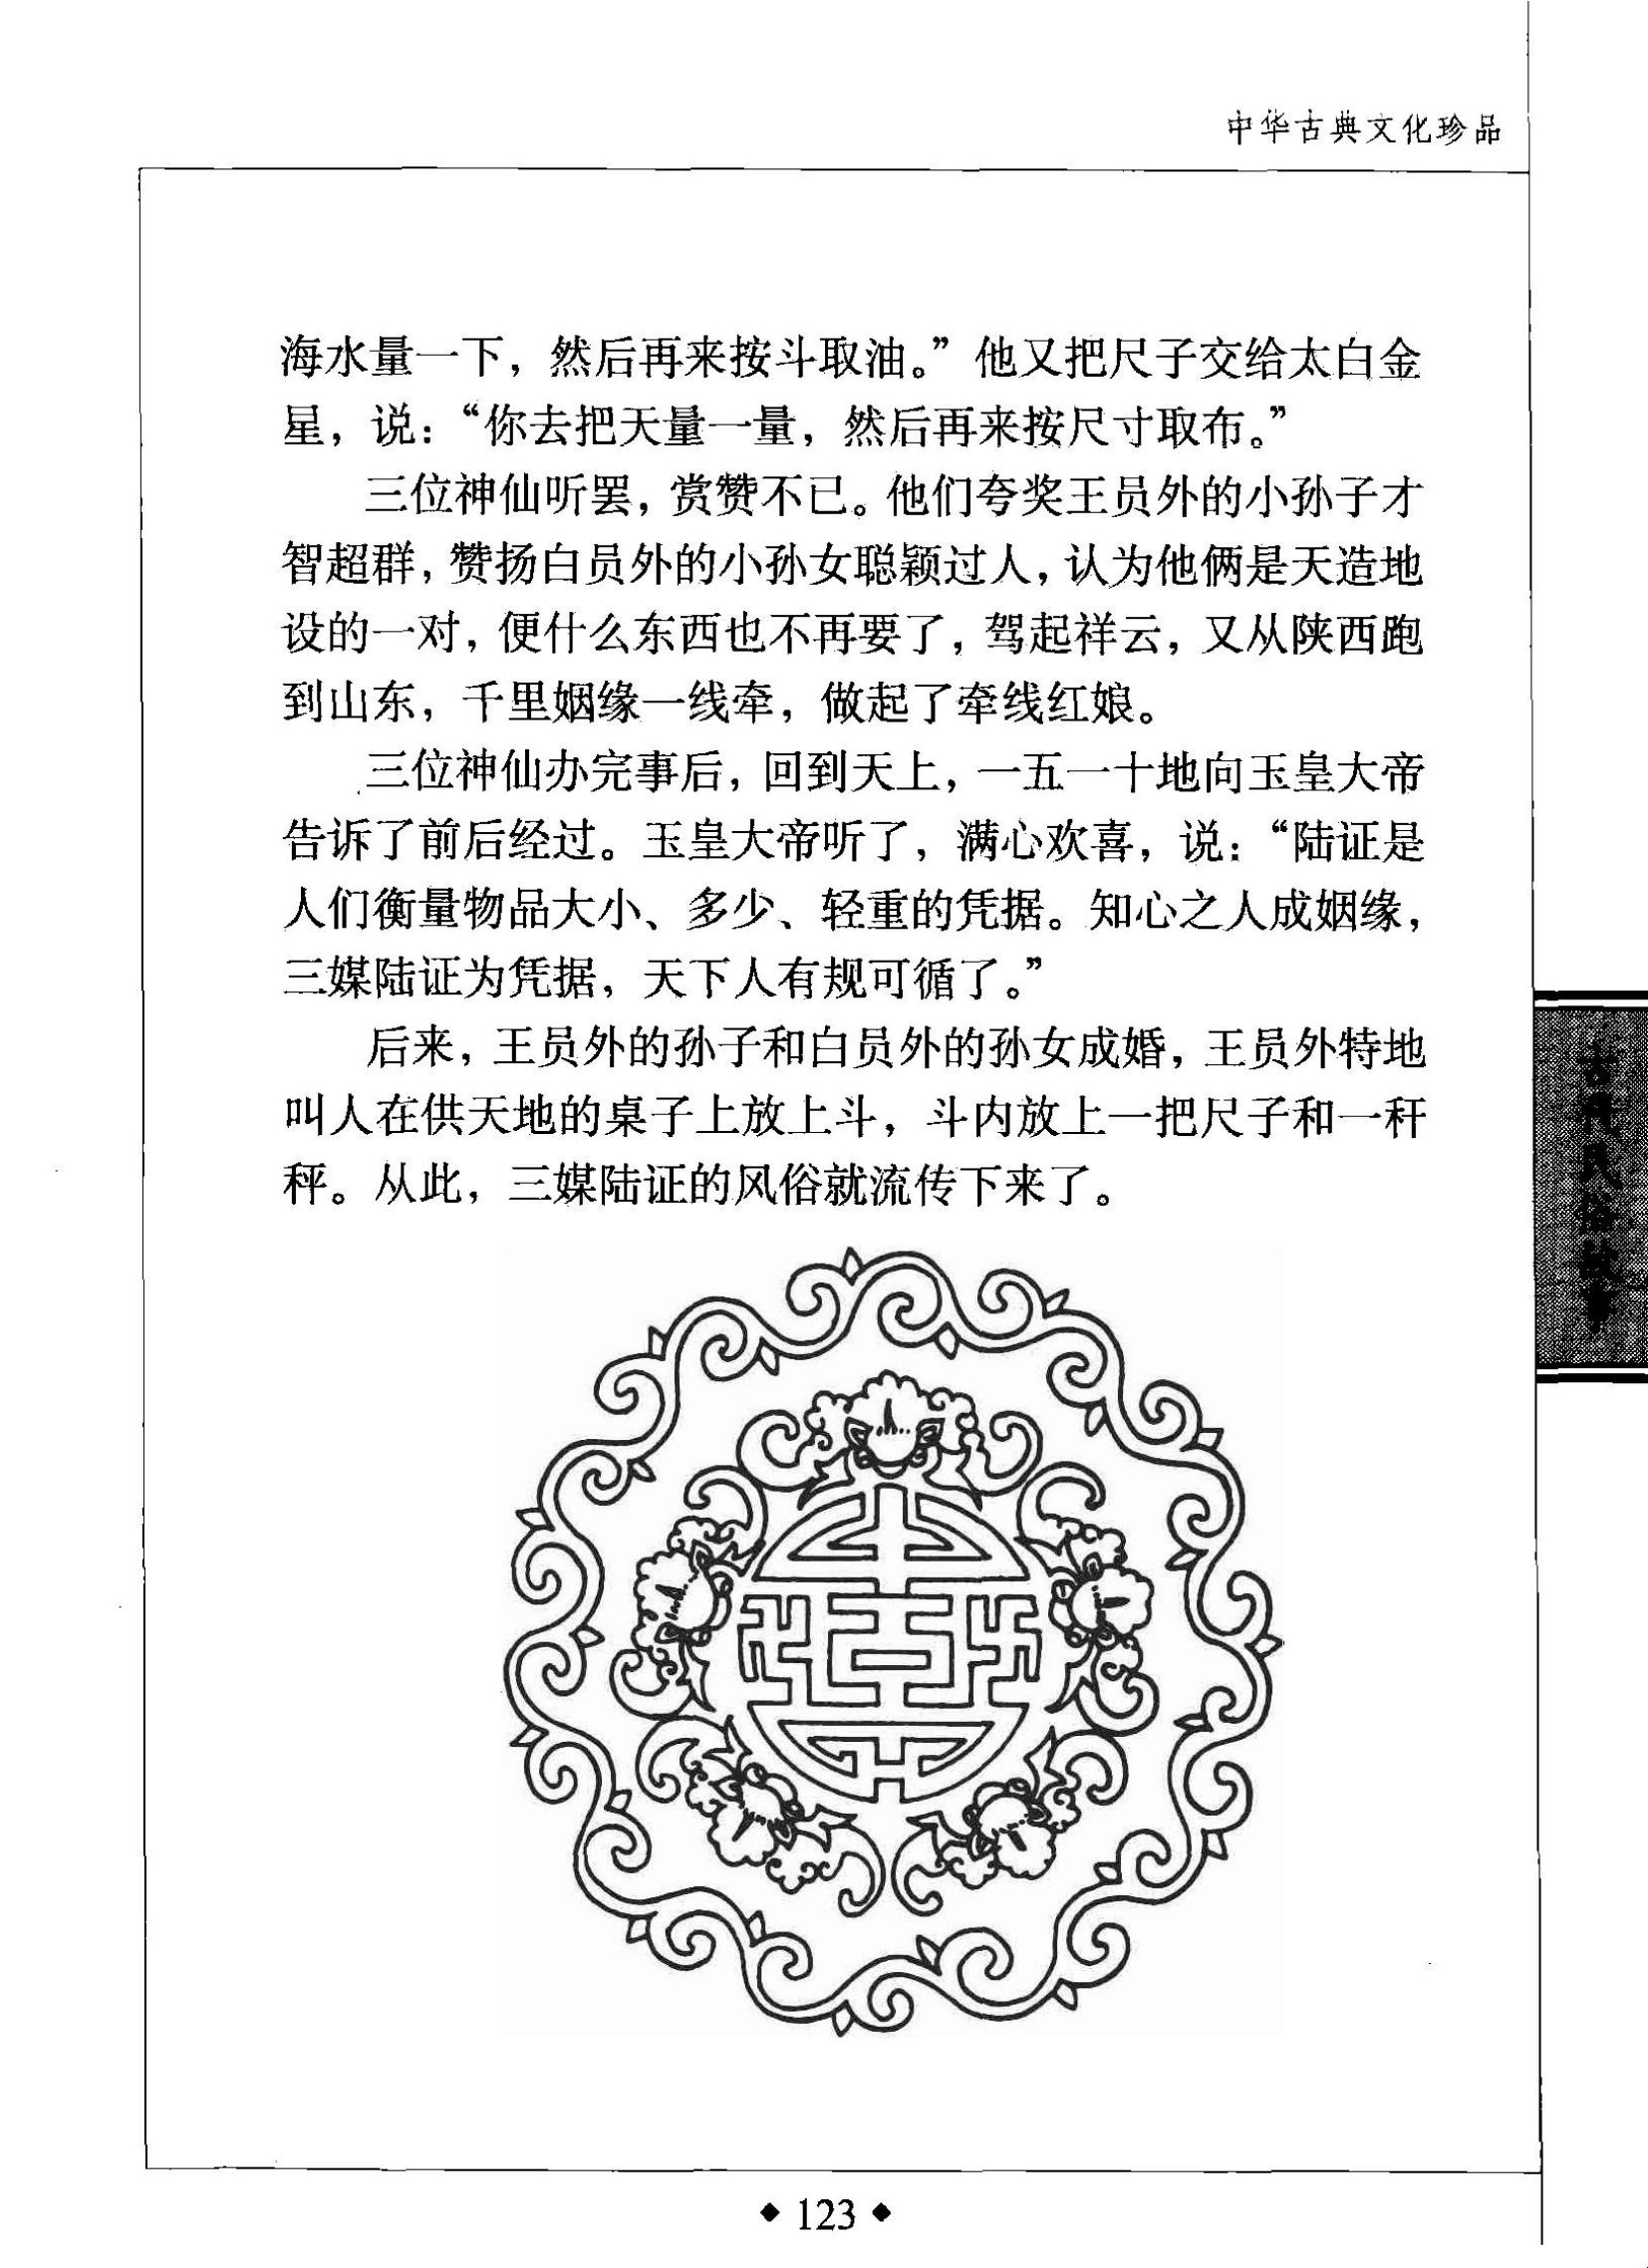 中华古典文化珍品
海水量一下，然后再来按斗取油。”他又把尺子交给太白金
星，说：“你去把天量一量，然后再来按尺寸取布。”
三位神仙听罢，赏赞不已。他们夸奖王员外的小孙子才
智超群，赞扬白员外的小孙女聪颖过人，认为他俩是天造地
设的一对，便什么东西也不再要了，驾起祥云，又从陕西跑
到山东，千里姻缘一线牵，做起了牵线红娘。
三位神仙办完事后，回到天上，一五一十地向玉皇大帝
告诉了前后经过。玉皇大帝听了，满心欢喜，说：“陆证是
人们衡量物品大小、多少、轻重的凭据。知心之人成姻缘，
三媒陆证为凭据，天下人有规可循了。”
后来，王员外的孙子和白员外的孙女成婚，王员外特地
叫人在供天地的桌子上放上斗，斗内放上一把尺子和一秆
秤。从此，三媒陆证的风俗就流传下来了。
古代民俗故事
◆ 123 ◆